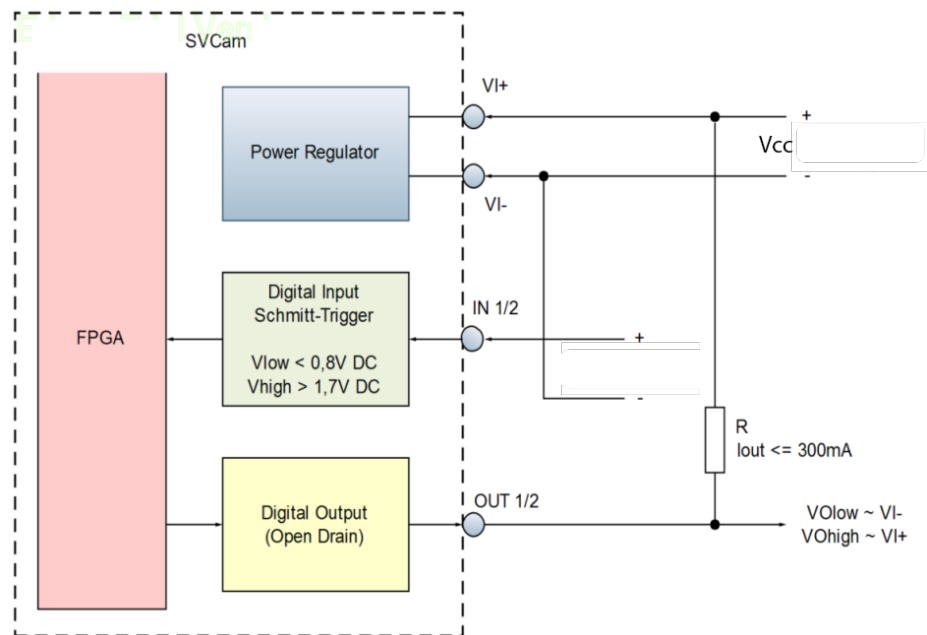 SVCam
VI+
+
Power Regulator
Vcc
-
VI-
Digital Input
Schmitt-Trigger
IN 1/2
+
FPGA
Vlow < 0,8V DC
Vhigh > 1,7V DC
-
R
Iout <= 300mA
OUT 1/2
Digital Output
(Open Drain)
VOlow ~ VI-
VOhigh ~ VI+